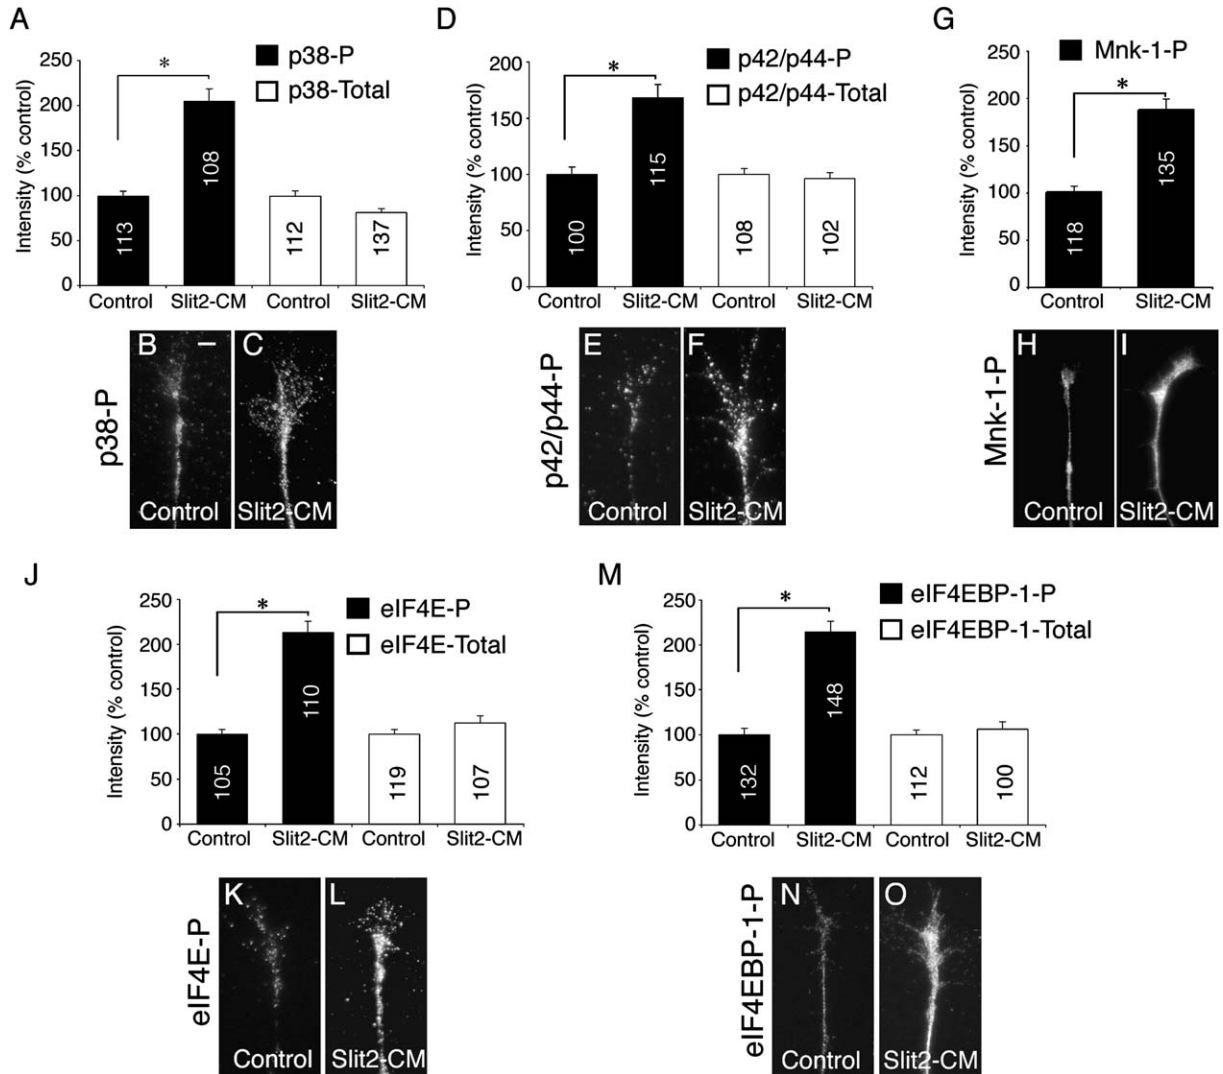 A
Intensity (% control)
250
200
150
100
50
0
*
p38-P
p38-Total
113
108
112
137
Control
Slit2-CM
Control
Slit2-CM
p38-P
B
Control
C
Slit2-CM
D
Intensity (% control)
200
150
100
50
0
*
p42/p44-P
p42/p44-Total
100
115
108
102
Control
Slit2-CM
Control
Slit2-CM
p42/p44-P
E
Control
F
Slit2-CM
G
Intensity (% control)
250
200
150
100
50
0
*
Mnk-1-P
118
135
Control
Slit2-CM
Mnk-1-P
H
Control
I
Slit2-CM
J
Intensity (% control)
250
200
150
100
50
0
*
eIF4E-P
eIF4E-Total
105
110
119
107
Control
Slit2-CM
Control
Slit2-CM
eIF4E-P
K
Control
L
Slit2-CM
M
Intensity (% control)
250
200
150
100
50
0
*
eIF4EBP-1-P
eIF4EBP-1-Total
132
148
112
100
Control
Slit2-CM
Control
Slit2-CM
eIF4EBP-1-P
N
Control
O
Slit2-CM